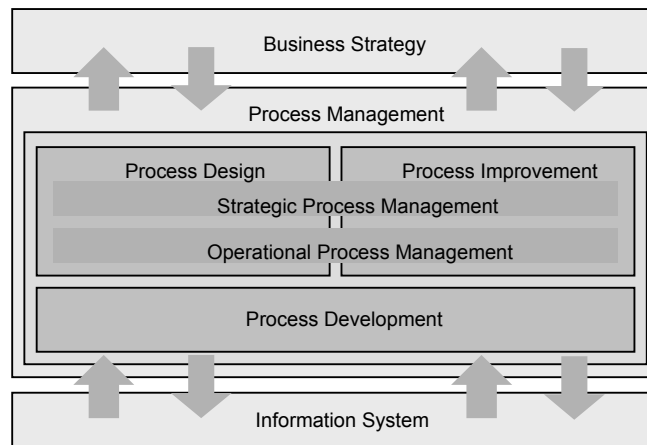 Business Strategy
Process Management
Process Design
Process Improvement
Strategic Process Management
Operational Process Management
Process Development
Information System